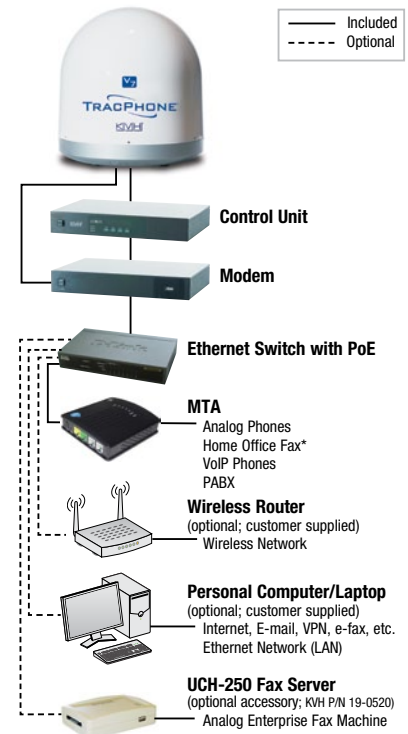 Included
Optional
V7
TRACPHONE
KVH
Control Unit
Modem
Ethernet Switch with PoE
MTA
Analog Phones
Home Office Fax*
VoIP Phones
PABX
Wireless Router
(optional; customer supplied)
Wireless Network
Personal Computer/Laptop
(optional; customer supplied)
Internet, E-mail, VPN, e-fax, etc.
Ethernet Network (LAN)
UCH-250 Fax Server
(optional accessory; KVH P/N 19-0520)
Analog Enterprise Fax Machine